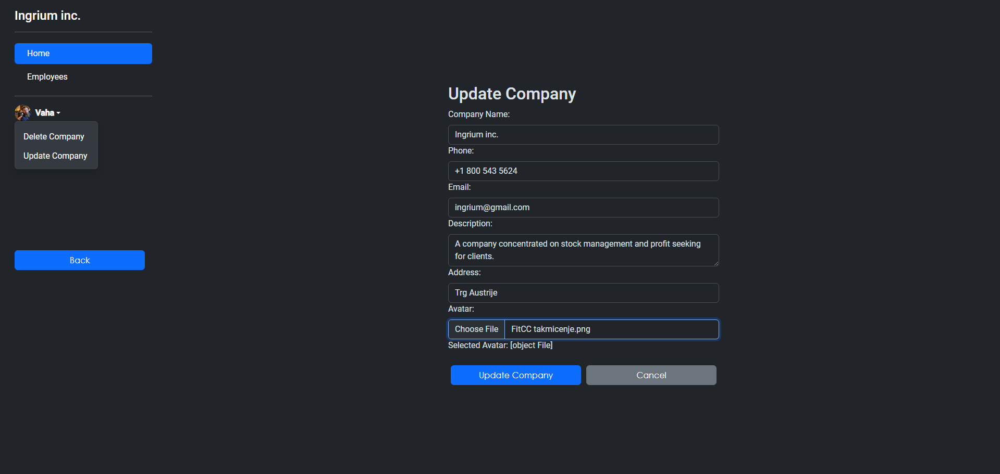 Ingrium inc.
Home
Employees
Vaha
Delete Company
Update Company
Back
Update Company
Company Name:
Ingrium inc.
Phone:
+1 800 543 5624
Email:
ingrium@gmail.com
Description:
A company concentrated on stock management and profit seeking
for clients.
Address:
Trg Austrije
Avatar:
Choose File FitCC takmicenje.png
Selected Avatar: [object File]
Update Company Cancel